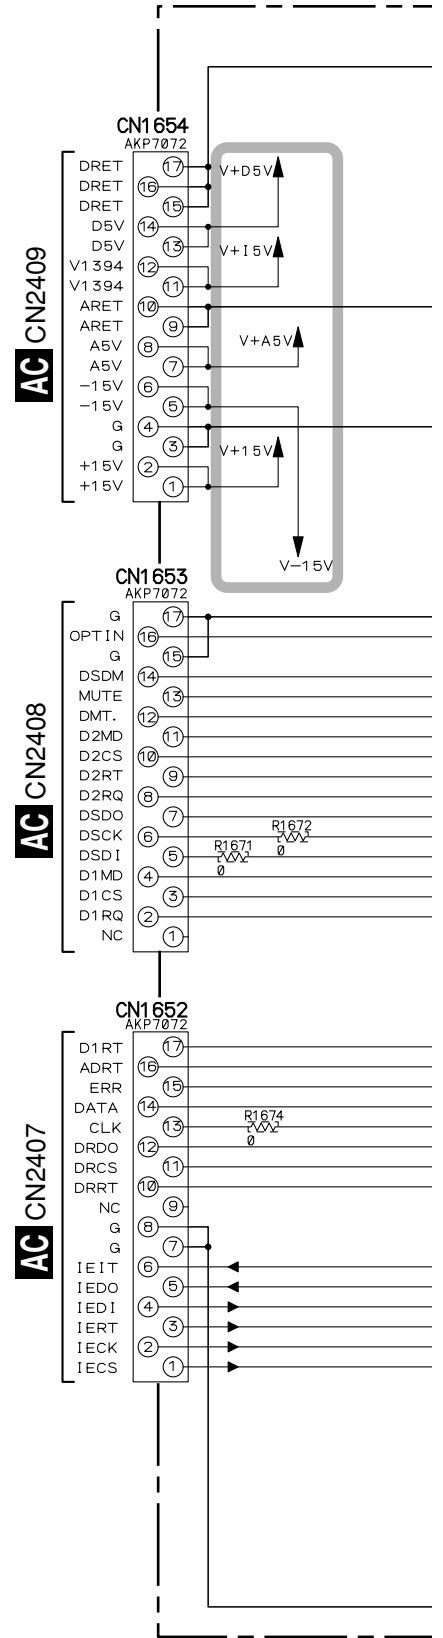 CN1654
AKP7072
AC CN2409
DRET 17 V+D5V
DRET 16
DRET 15
D5V 14
D5V 13 V+I5V
V1394 12
V1394 11
ARET 10
ARET 9
A5V 8 V+A5V
A5V 7
-15V 6
-15V 5
G 4
G 3 V+15V
+15V 2
+15V 1
V-15V
CN1653
AKP7072
AC CN2408
G 17
OPTIN 16
G 15
DSDM 14
MUTE 13
DMT. 12
D2MD 11
D2CS 10
D2RT 9
D2RQ 8
DSDO 7
DSCK 6 R1672 0
DSDI 5 R1671 0
D1MD 4
D1CS 3
D1RQ 2
NC 1
CN1652
AKP7072
AC CN2407
D1RT 17
ADRT 16
ERR 15
DATA 14
CLK 13 R1674 0
DRDO 12
DRCS 11
DRRT 10
NC 9
G 8
G 7
IEIT 6
IEDO 5
IEDI 4
IERT 3
IECK 2
IECS 1